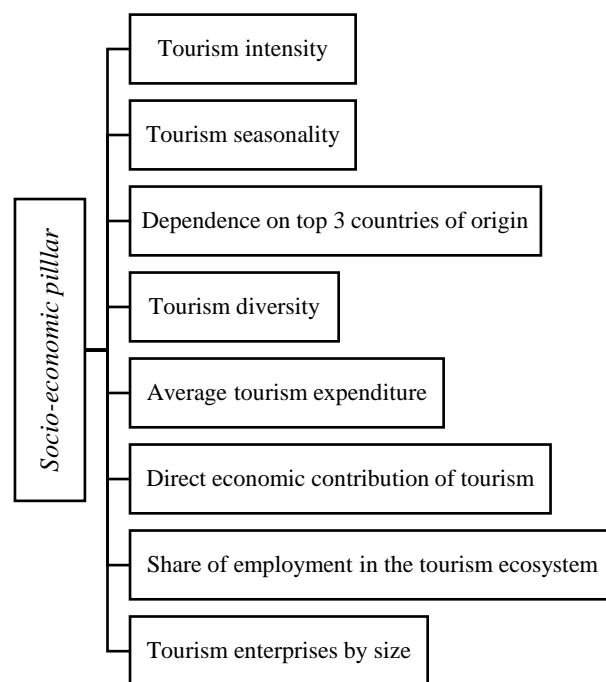 Tourism intensity
Tourism seasonality
Dependence on top 3 countries of origin
Socio-economic pilllar
Tourism diversity
Average tourism expenditure
Direct economic contribution of tourism
Share of employment in the tourism ecosystem
Tourism enterprises by size